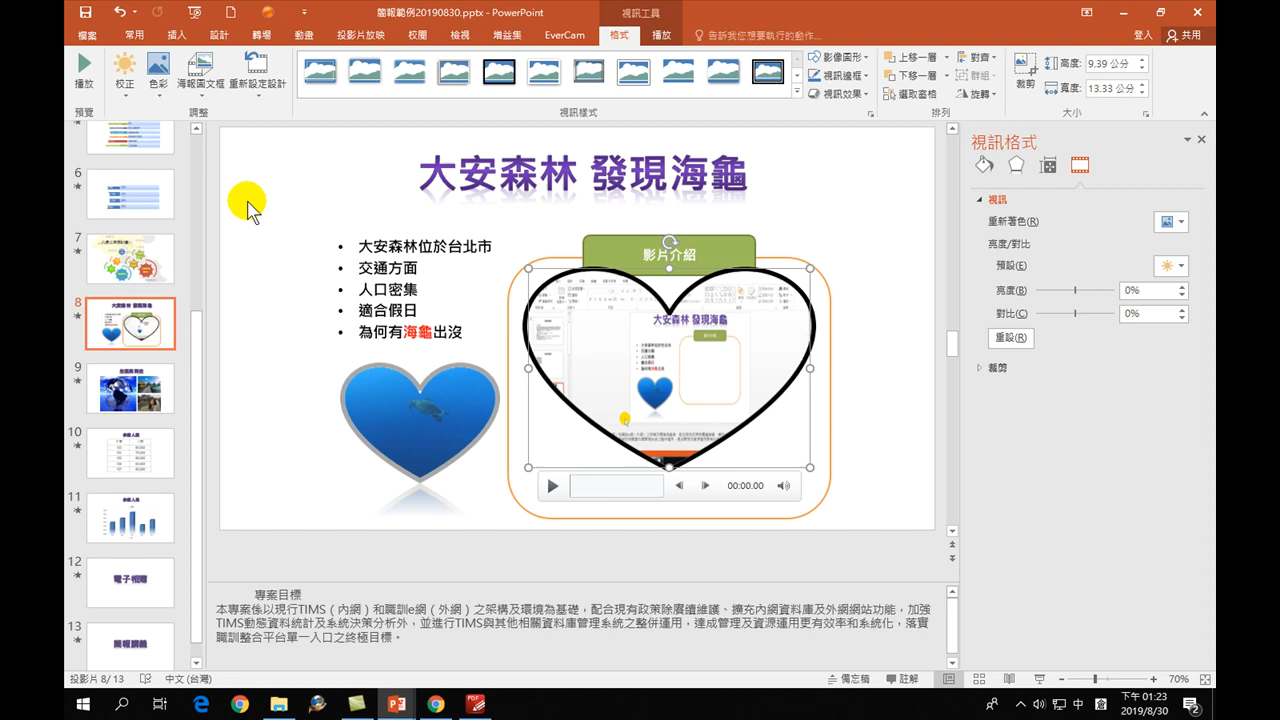 簡報範例20190830.pptx - PowerPoint
視訊工具
檔案 常用 插入 設計 轉場 動畫 投影片放映 校閱 增益集 檢視 EverCam 格式 播放 告訴我您想要執行的動作... 登入 共用
播放 校正 色彩 海報圖文框 重新設定設計
影像圖形
視訊邊框
視訊效果
上移一層 對齊
下移一層 群組
選取窗格 旋轉
裁剪
高度: 9.39 公分
寬度: 13.33 公分
預覽 調整 視訊樣式 排列 大小
6
7
8
9
10
11
12
電子相簿
13
簡報講義
大安森林 發現海龜
• 大安森林位於台北市
• 交通方面
• 人口密集
• 適合假日
• 為何有海龜出沒
影片介紹
大安森林 發現海龜
00:00.00
視訊格式
視訊
重新著色(R)
亮度/對比
預設(E)
亮度(B) 0%
對比(C) 0%
重設(R)
裁剪
專案目標
本專案係以現行TIMS（內網）和職訓e網（外網）之架構及環境為基礎，配合現有政策除賡續維護、擴充內網資料庫及外網網站功能，加強
TIMS動態資料統計及系統決策分析外，並進行TIMS與其他相關資料庫管理系統之整併運用，達成管理及資源運用更有效率和系統化，落實
職訓整合平台單一入口之終極目標。
投影片 8/13 中文 (台灣) 備忘稿 註解 70%
中
下午 01:23
2019/8/30
2